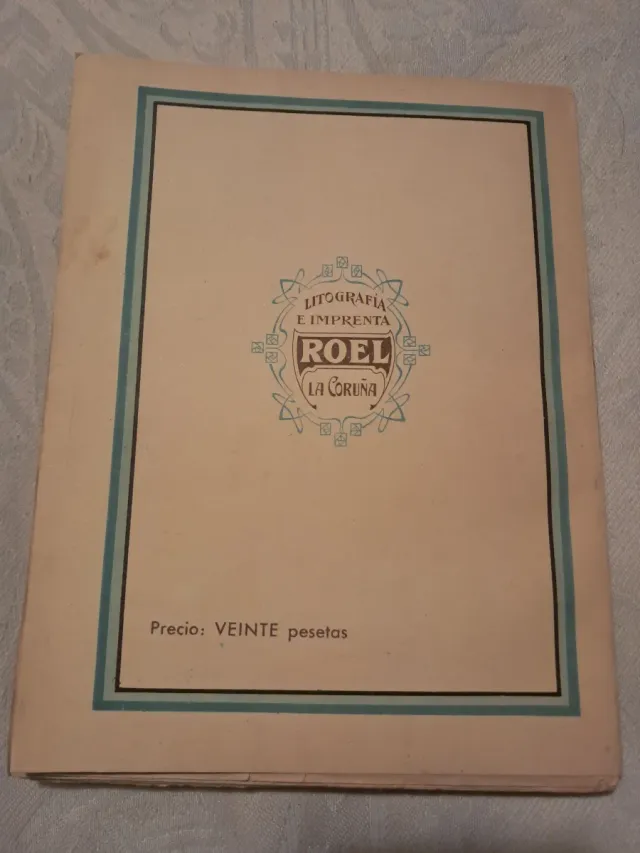 LITOGRAFÍA
E IMPRENTA
ROEL
LA CORUÑA
Precio: VEINTE pesetas